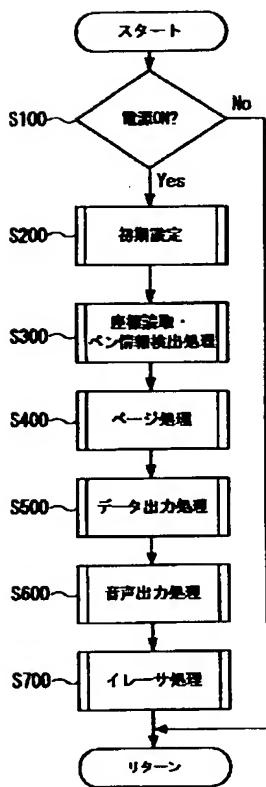 スタート
S100
電源ON?
No
Yes
S200
初期設定
S300
座標読取・
ペン情報検出処理
S400
ページ処理
S500
データ出力処理
S600
音声出力処理
S700
イレーサ処理
リターン